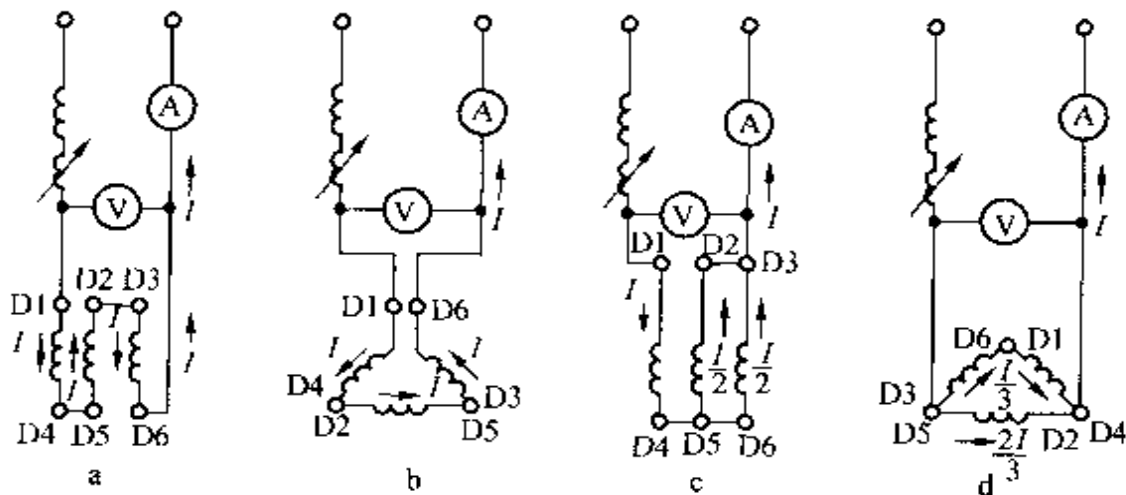 A
A
A
A
V
I
V
I
V
I
V
I
D1
D2
D3
D1
D2 D3
I
I
I
I
D4
D5
D6
a
D1
D6
I
I
D4
D3
D2
D5
b
I
I/2
I/2
D4
D5
D6
c
D6
D1
D3
I/3
D5
D2
D4
2I/3
d